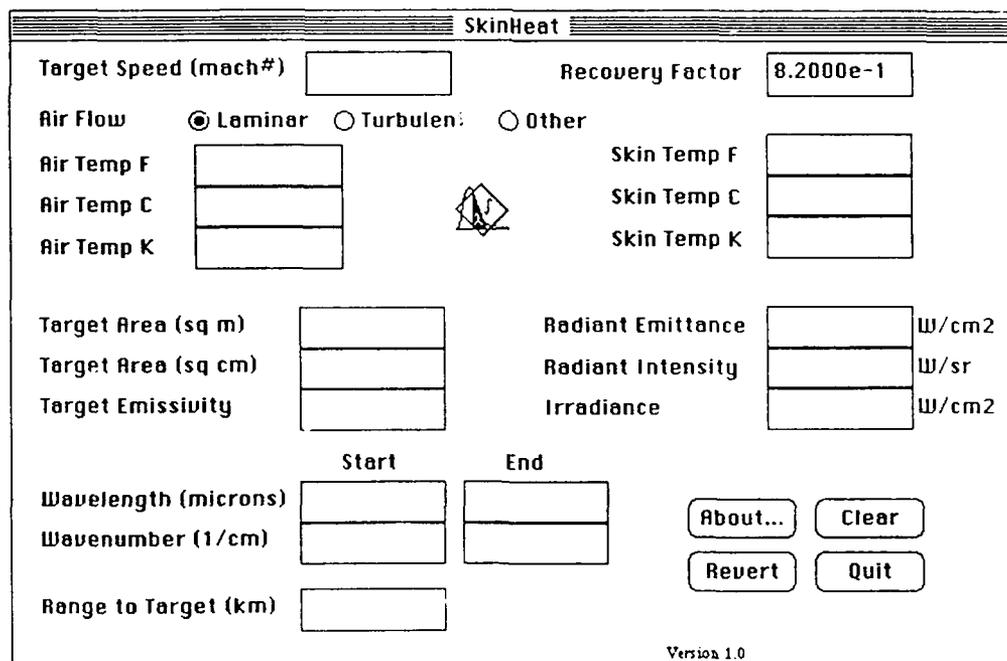 SkinHeat
Target Speed (mach#)
Recovery Factor 8.2000e-1
Air Flow Laminar Turbulent Other
Air Temp F
Skin Temp F
Air Temp C
Skin Temp C
Air Temp K
Skin Temp K
Target Area (sq m)
Radiant Emittance W/cm2
Target Area (sq cm)
Radiant Intensity W/sr
Target Emissivity
Irradiance W/cm2
Start End
Wavelength (microns)
Wavenumber (1/cm)
About... Clear
Revert Quit
Range to Target (km)
Version 1.0